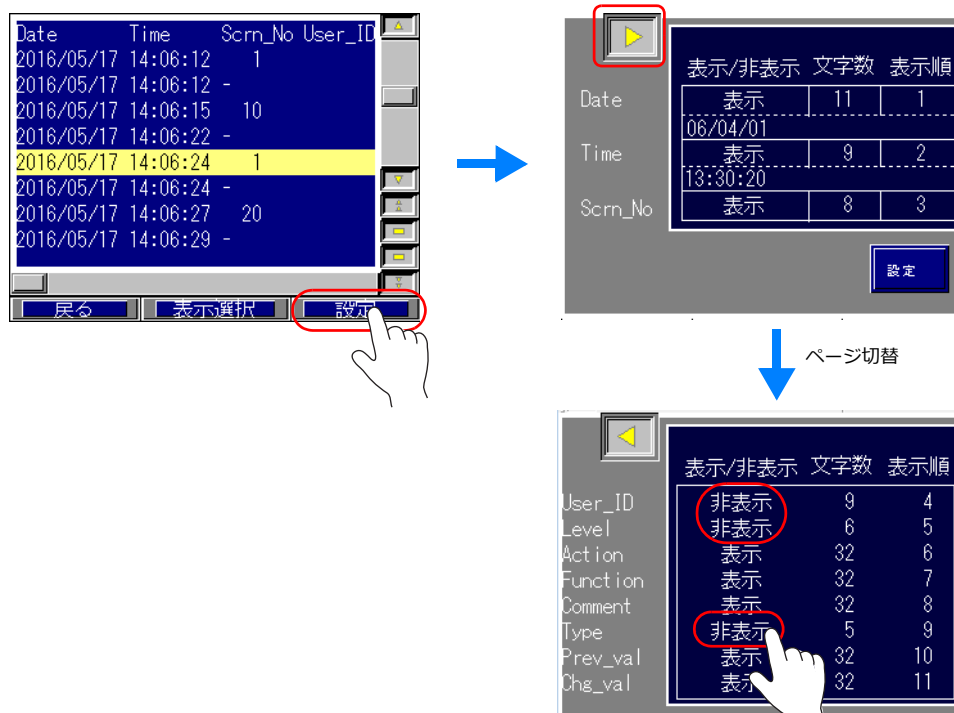 Date Time Scrn_No User_ID
2016/05/17 14:06:12 1
2016/05/17 14:06:12 -
2016/05/17 14:06:15 10
2016/05/17 14:06:22 -
2016/05/17 14:06:24 1
2016/05/17 14:06:24 -
2016/05/17 14:06:27 20
2016/05/17 14:06:29 -
戻る 表示選択 設定
表示/非表示 文字数 表示順
Date 表示 11 1
06/04/01
Time 表示 9 2
13:30:20
Scrn_No 表示 8 3
設定
ページ切替
表示/非表示 文字数 表示順
User_ID 非表示 9 4
Level 非表示 6 5
Action 表示 32 6
Function 表示 32 7
Comment 表示 32 8
Type 非表示 5 9
Prev_val 表示 32 10
Chg_val 表示 32 11